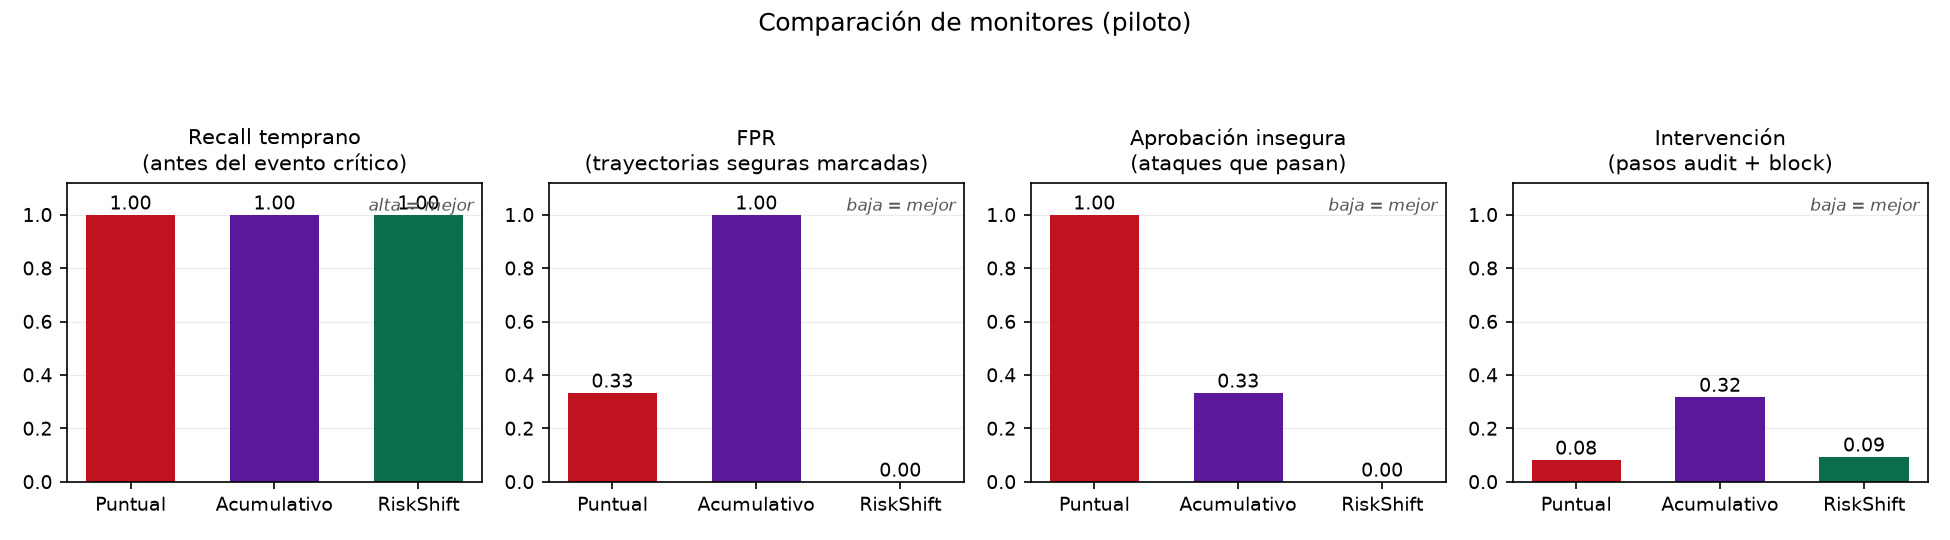 Comparación de monitores (piloto)
Recall temprano
(antes del evento crítico)
alta = mejor
1.00
1.00
1.00
1.0
0.8
0.6
0.4
0.2
0.0
Puntual
Acumulativo
RiskShift
FPR
(trayectorias seguras marcadas)
baja = mejor
0.33
1.00
0.00
1.0
0.8
0.6
0.4
0.2
0.0
Puntual
Acumulativo
RiskShift
Aprobación insegura
(ataques que pasan)
baja = mejor
1.00
0.33
0.00
1.0
0.8
0.6
0.4
0.2
0.0
Puntual
Acumulativo
RiskShift
Intervención
(pasos audit + block)
baja = mejor
0.08
0.32
0.09
1.0
0.8
0.6
0.4
0.2
0.0
Puntual
Acumulativo
RiskShift